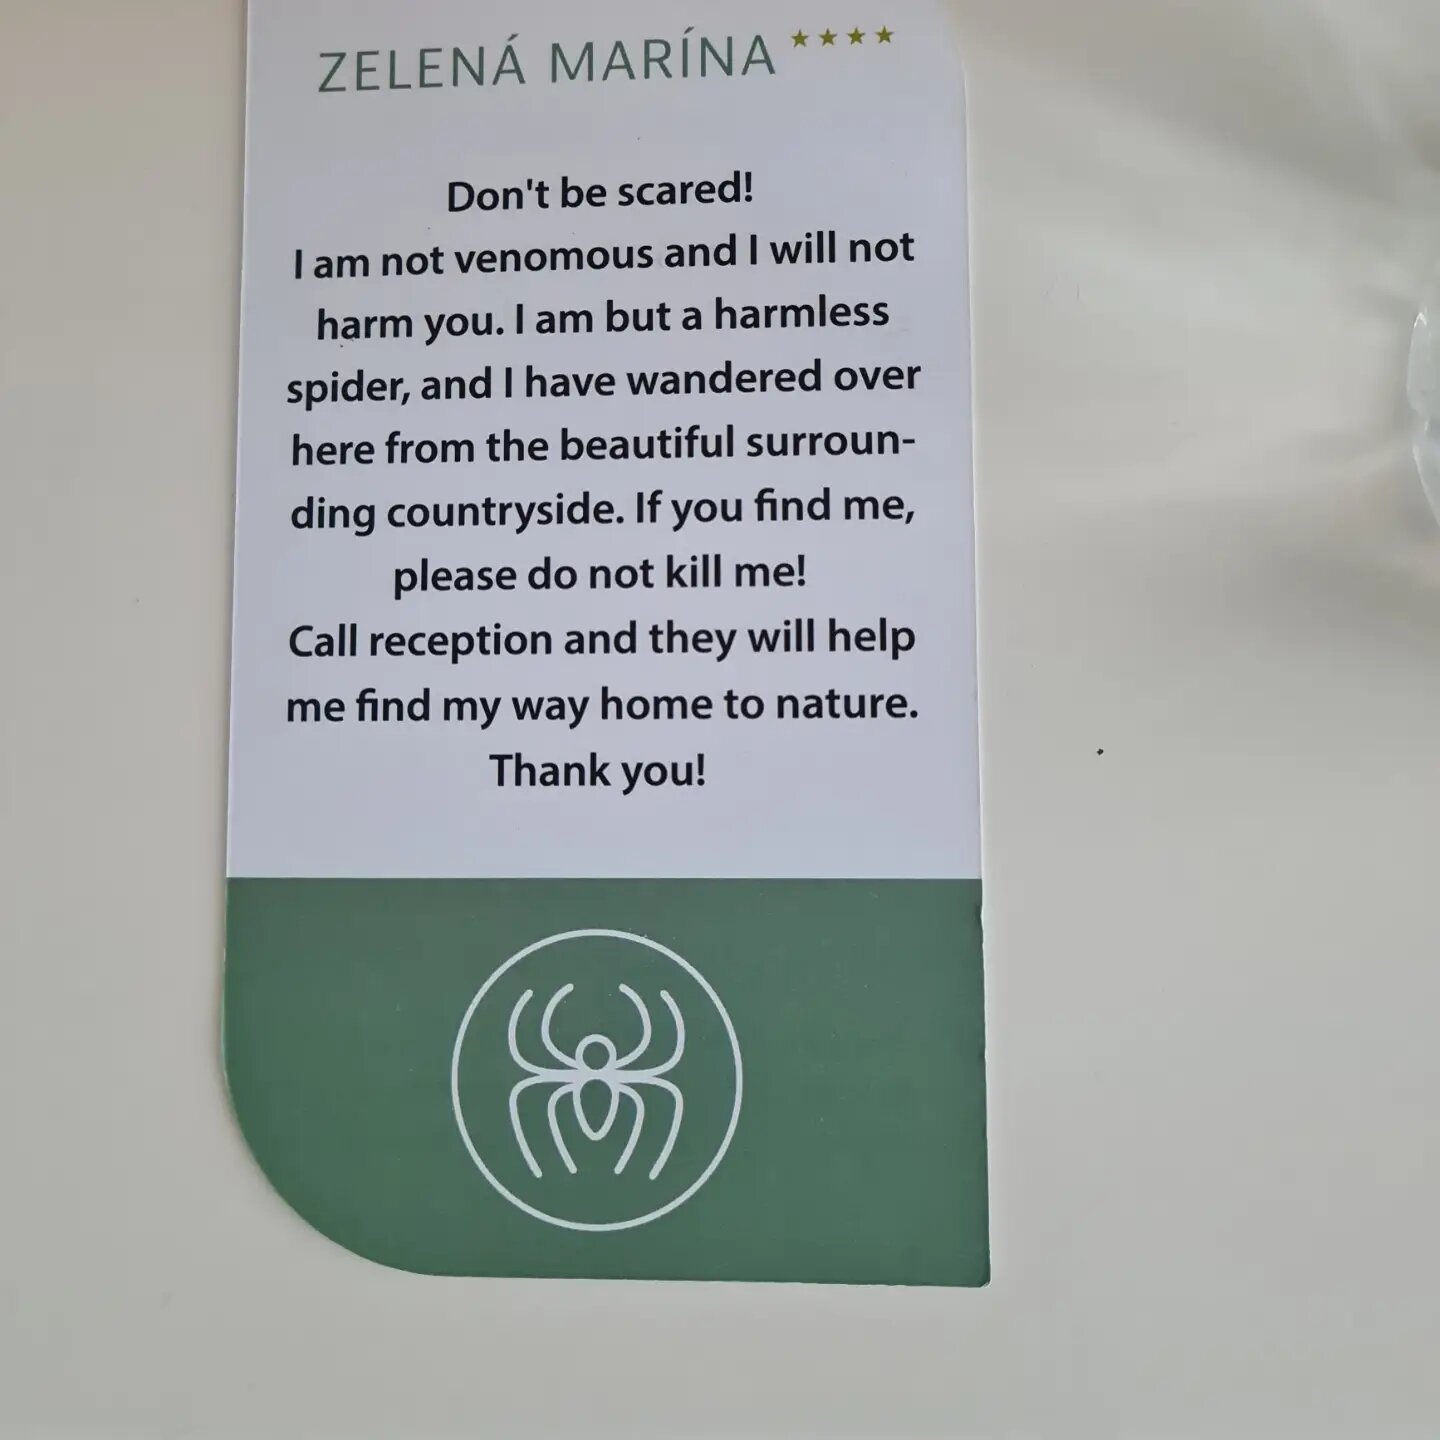 ZELENÁ MARÍNA ★★★★
Don't be scared!
I am not venomous and I will not
harm you. I am but a harmless
spider, and I have wandered over
here from the beautiful surroun-
ding countryside. If you find me,
please do not kill me!
Call reception and they will help
me find my way home to nature.
Thank you!